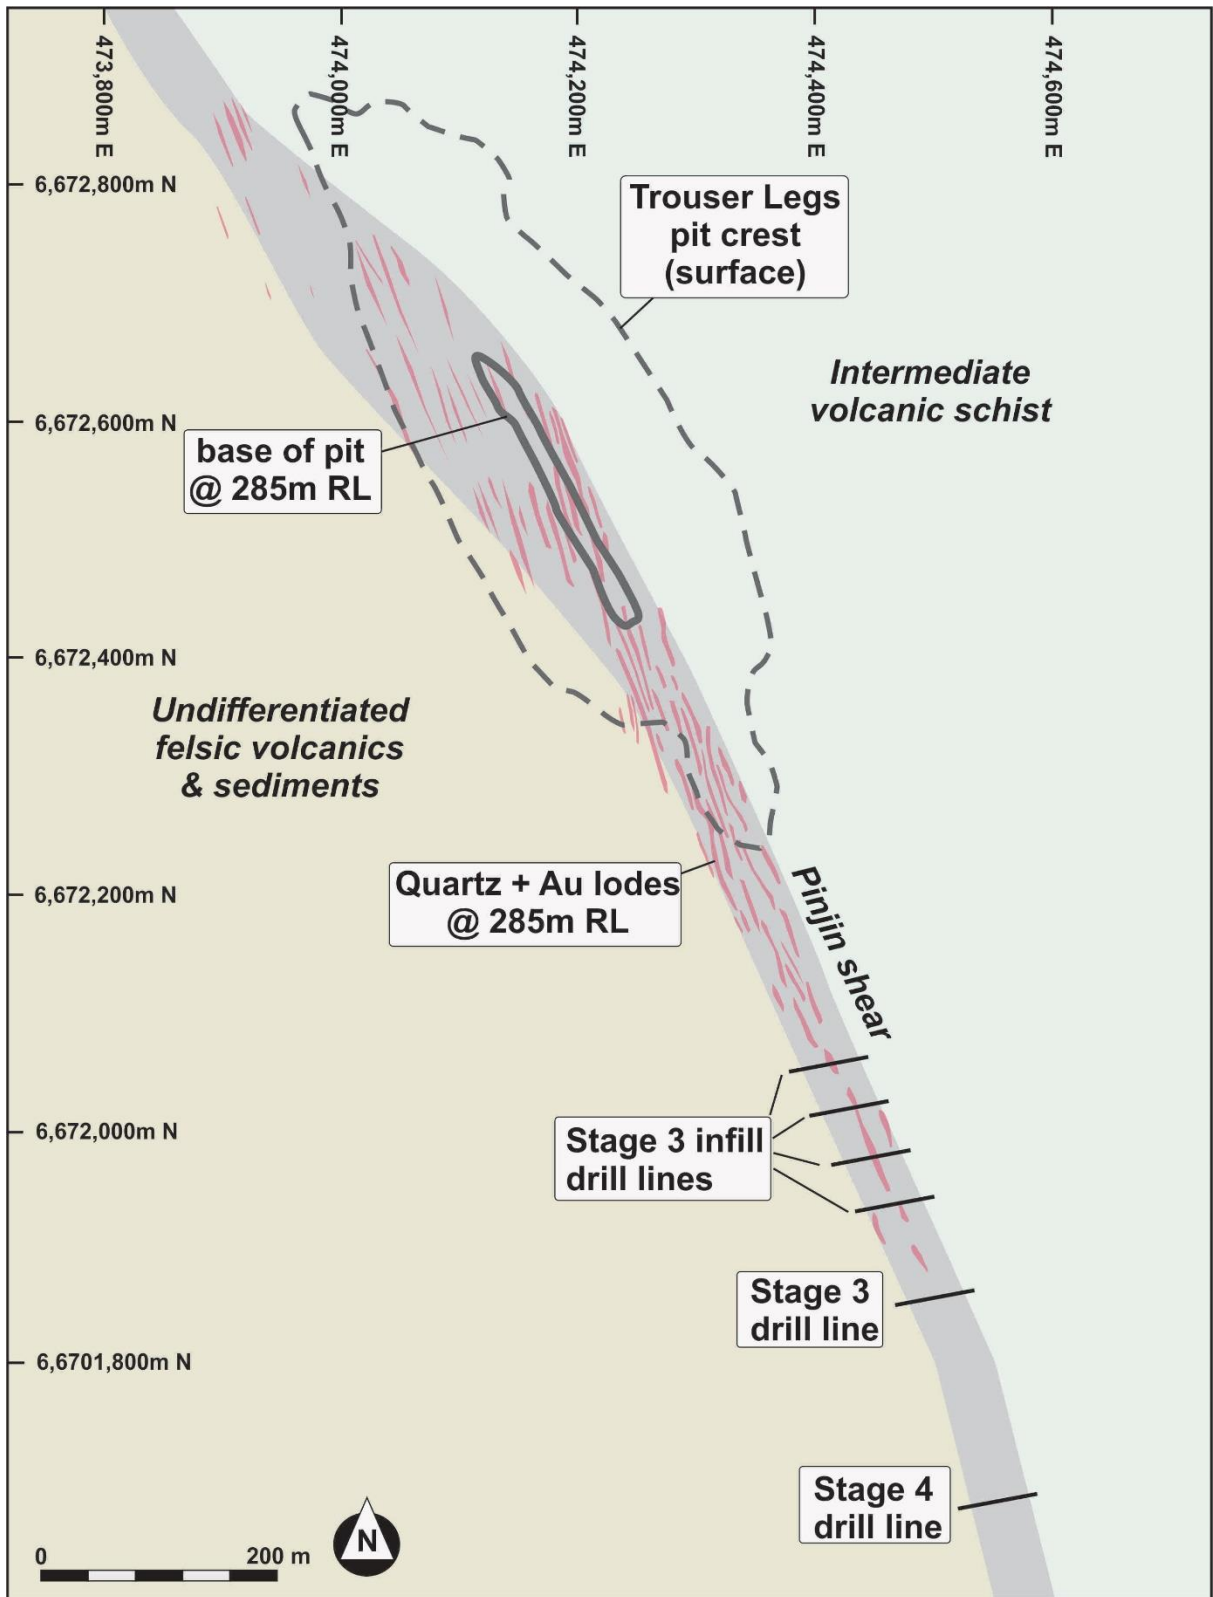 473,800m E
474,000m E
474,200m E
474,400m E
474,600m E
6,672,800m N
Trouser Legs
pit crest
(surface)
Intermediate
volcanic schist
6,672,600m N
base of pit
@ 285m RL
6,672,400m N
Undifferentiated
felsic volcanics
& sediments
Quartz + Au lodes
@ 285m RL
6,672,200m N
Pinjin shear
6,672,000m N
Stage 3 infill
drill lines
Stage 3
drill line
6,6701,800m N
Stage 4
drill line
0
200 m
N